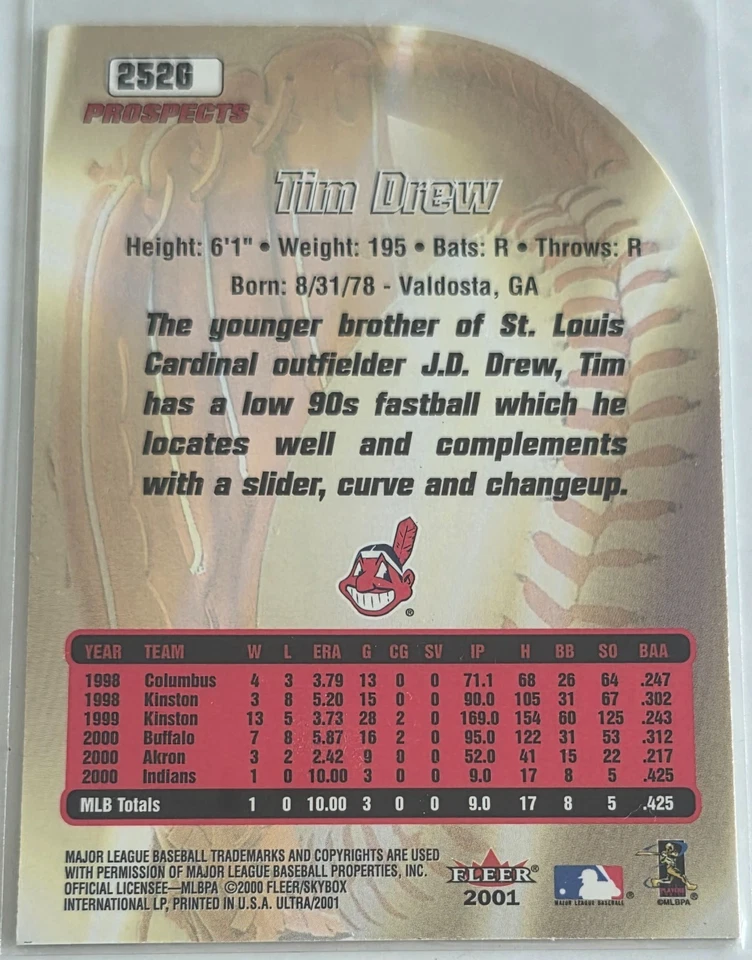 252G
PROSPECTS
Tim Drew
Height: 6'1" • Weight: 195 • Bats: R • Throws: R
Born: 8/31/78 - Valdosta, GA
The younger brother of St. Louis
Cardinal outfielder J.D. Drew, Tim
has a low 90s fastball which he
locates well and complements
with a slider, curve and changeup.
®
YEAR TEAM W L ERA G CG SV IP H BB SO BAA
1998 Columbus 4 3 3.79 13 0 0 71.1 68 26 64 .247
1998 Kinston 3 8 5.20 15 0 0 90.0 105 31 67 .302
1999 Kinston 13 5 3.73 28 2 0 169.0 154 60 125 .243
2000 Buffalo 7 8 5.87 16 2 0 95.0 122 31 53 .312
2000 Akron 3 2 2.42 9 0 0 52.0 41 15 22 .217
2000 Indians 1 0 10.00 3 0 0 9.0 17 8 5 .425
MLB Totals 1 0 10.00 3 0 0 9.0 17 8 5 .425
MAJOR LEAGUE BASEBALL TRADEMARKS AND COPYRIGHTS ARE USED
WITH PERMISSION OF MAJOR LEAGUE BASEBALL PROPERTIES, INC.
OFFICIAL LICENSEE—MLBPA ©2000 FLEER/SKYBOX
INTERNATIONAL LP, PRINTED IN U.S.A. ULTRA/2001
FLEER®
2001
MAJOR LEAGUE BASEBALL
®
PLAYERS
©MLBPA